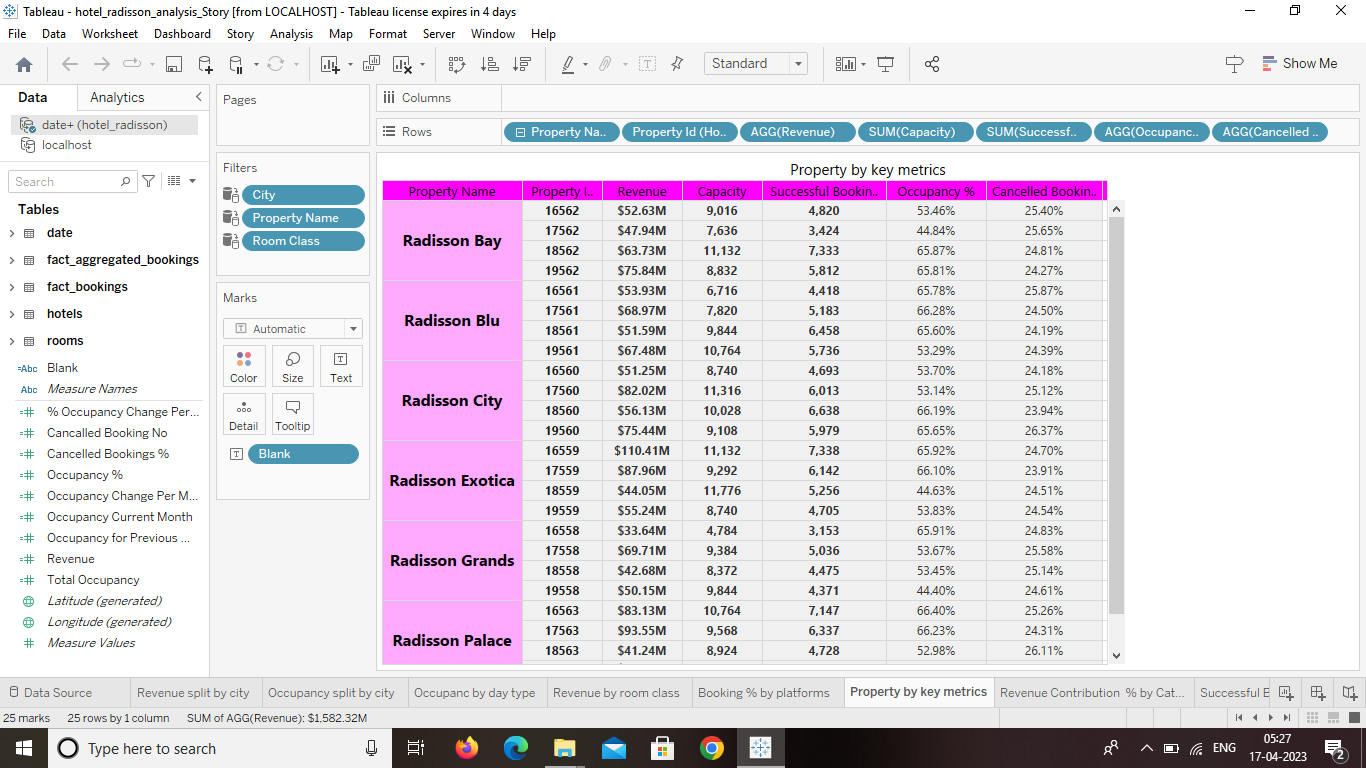 Tableau - hotel_radisson_analysis_Story [from LOCALHOST] - Tableau license expires in 4 days
File Data Worksheet Dashboard Story Analysis Map Format Server Window Help
Standard Show Me
Data Analytics
date+ (hotel_radisson)
localhost
Search
Tables
date
fact_aggregated_bookings
fact_bookings
hotels
rooms
=Abc Blank
Abc Measure Names
% Occupancy Change Per...
Cancelled Booking No
Cancelled Bookings %
Occupancy %
Occupancy Change Per M...
Occupancy Current Month
Occupancy for Previous ...
Revenue
Total Occupancy
Latitude (generated)
Longitude (generated)
Measure Values
Pages
Filters
City
Property Name
Room Class
Marks
Automatic
Color Size Text
Detail Tooltip
Blank
Columns
Rows Property Na.. Property Id (Ho.. AGG(Revenue) SUM(Capacity) SUM(Successf.. AGG(Occupanc.. AGG(Cancelled ..
Property by key metrics
Property Name Property I.. Revenue Capacity Successful Bookin.. Occupancy % Cancelled Bookin..
Radisson Bay
16562 $52.63M 9,016 4,820 53.46% 25.40%
17562 $47.94M 7,636 3,424 44.84% 25.65%
18562 $63.73M 11,132 7,333 65.87% 24.81%
19562 $75.84M 8,832 5,812 65.81% 24.27%
Radisson Blu
16561 $53.93M 6,716 4,418 65.78% 25.87%
17561 $68.97M 7,820 5,183 66.28% 24.50%
18561 $51.59M 9,844 6,458 65.60% 24.19%
19561 $67.48M 10,764 5,736 53.29% 24.39%
Radisson City
16560 $51.25M 8,740 4,693 53.70% 24.18%
17560 $82.02M 11,316 6,013 53.14% 25.12%
18560 $56.13M 10,028 6,638 66.19% 23.94%
19560 $75.44M 9,108 5,979 65.65% 26.37%
Radisson Exotica
16559 $110.41M 11,132 7,338 65.92% 24.70%
17559 $87.96M 9,292 6,142 66.10% 23.91%
18559 $44.05M 11,776 5,256 44.63% 24.51%
19559 $55.24M 8,740 4,705 53.83% 24.54%
Radisson Grands
16558 $33.64M 4,784 3,153 65.91% 24.83%
17558 $69.71M 9,384 5,036 53.67% 25.58%
18558 $42.68M 8,372 4,475 53.45% 25.14%
19558 $50.15M 9,844 4,371 44.40% 24.61%
Radisson Palace
16563 $83.13M 10,764 7,147 66.40% 25.26%
17563 $93.55M 9,568 6,337 66.23% 24.31%
18563 $41.24M 8,924 4,728 52.98% 26.11%
Data Source Revenue split by city Occupancy split by city Occupanc by day type Revenue by room class Booking % by platforms Property by key metrics Revenue Contribution % by Cat... Successful B
25 marks 25 rows by 1 column SUM of AGG(Revenue): $1,582.32M
Type here to search
ENG
05:27
17-04-2023
2